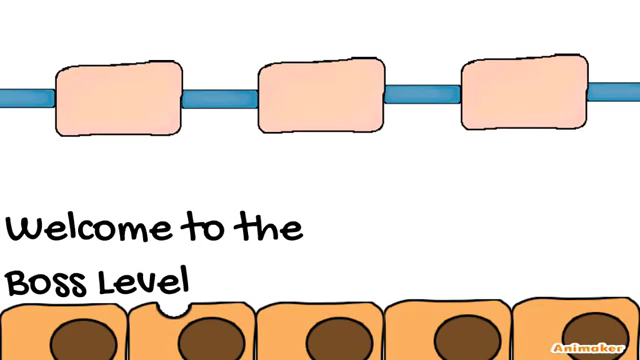 Welcome to the
Boss Level
Animaker